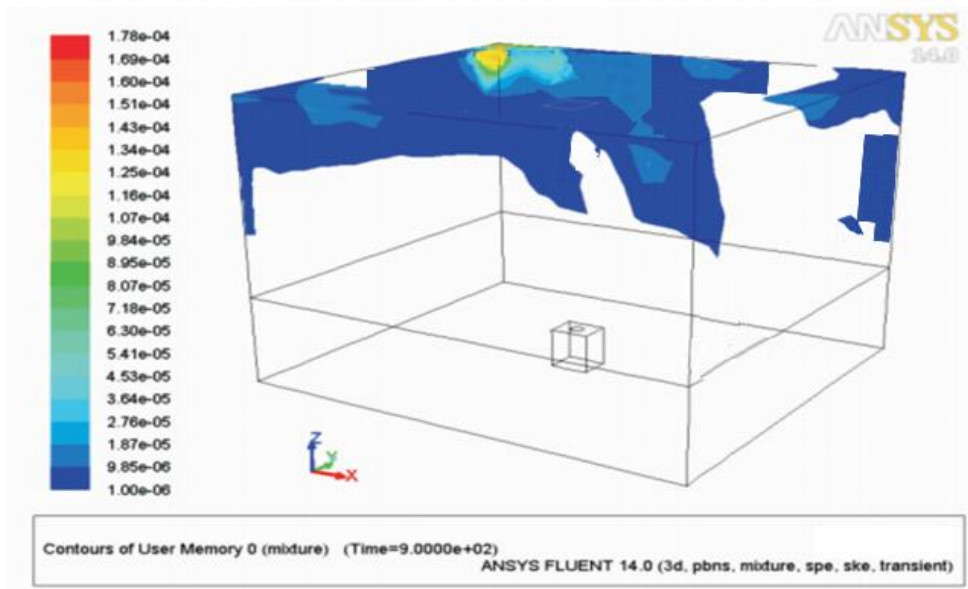 ANSYS
14.0
1.78e-04
1.69e-04
1.60e-04
1.51e-04
1.43e-04
1.34e-04
1.25e-04
1.16e-04
1.07e-04
9.84e-05
8.95e-05
8.07e-05
7.18e-05
6.30e-05
5.41e-05
4.53e-05
3.64e-05
2.76e-05
1.87e-05
9.85e-06
1.00e-06
Z
Y
X
Contours of User Memory 0 (mixture) (Time=9.0000e+02)
ANSYS FLUENT 14.0 (3d, pbns, mixture, spe, ske, transient)